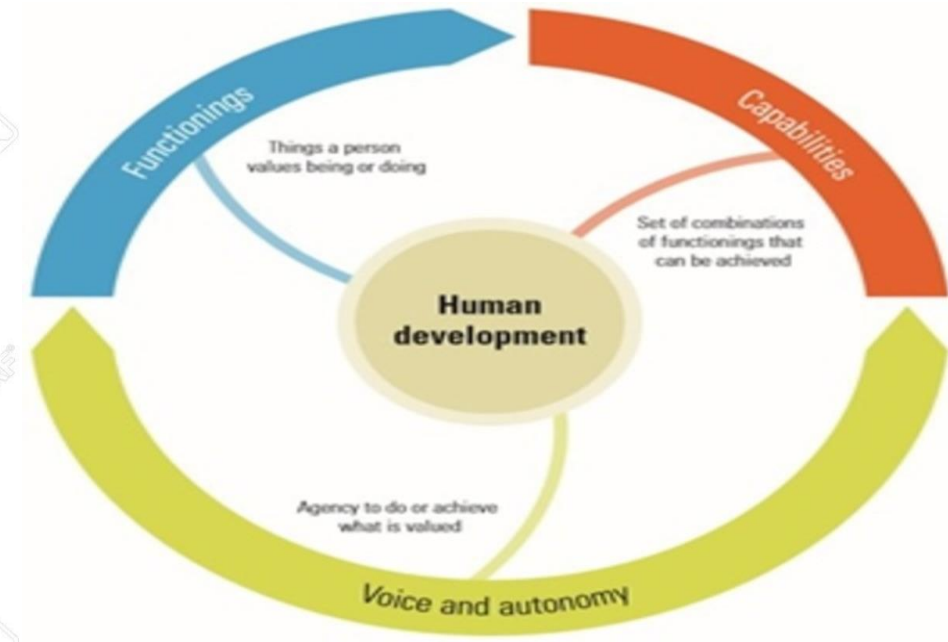 Functionings
Things a person
values being or doing
Capabilities
Set of combinations
of functionings that
can be achieved
Human
development
Agency to do or achieve
what is valued
Voice and autonomy